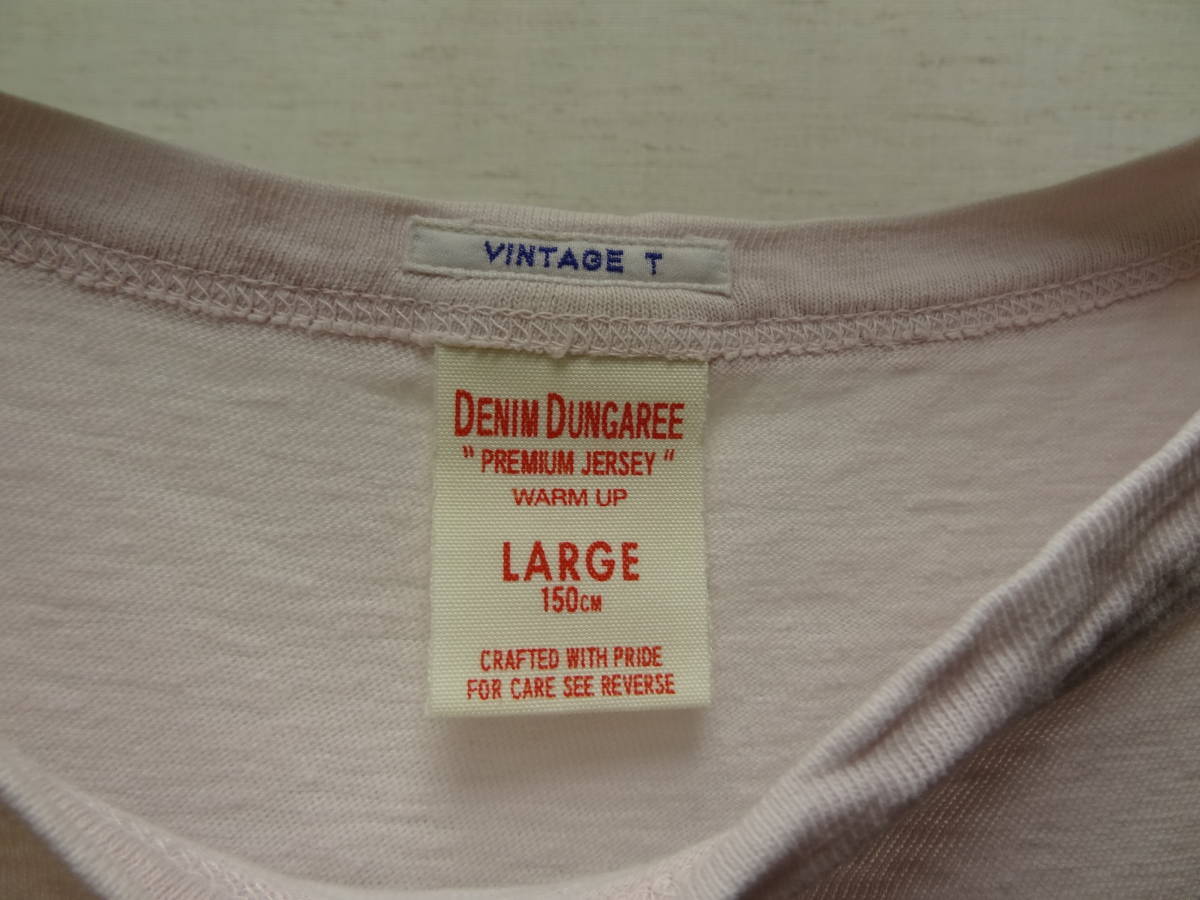 VINTAGE T
DENIM DUNGAREE
" PREMIUM JERSEY "
WARM UP
LARGE
150CM
CRAFTED WITH PRIDE
FOR CARE SEE REVERSE